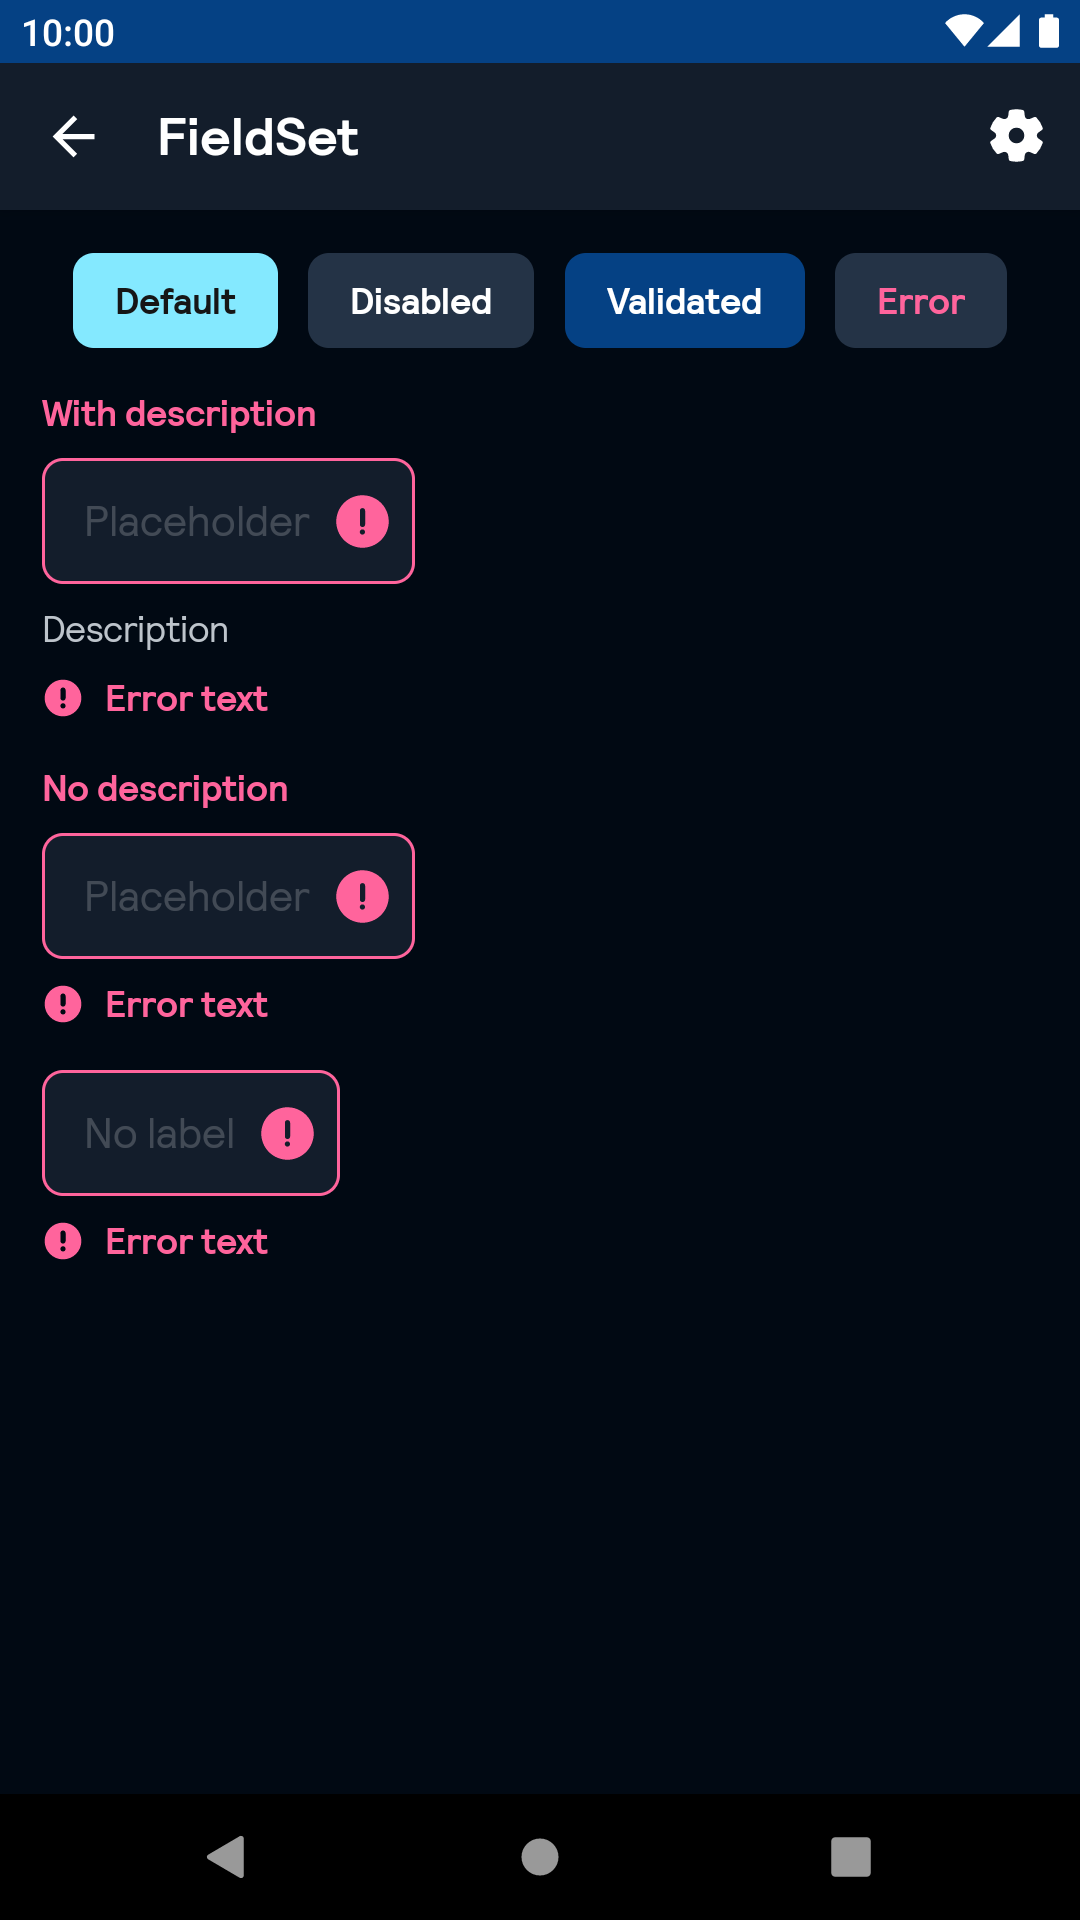 10:00
FieldSet
Default Disabled Validated Error
With description
Placeholder
Description
Error text
No description
Placeholder
Error text
No label
Error text